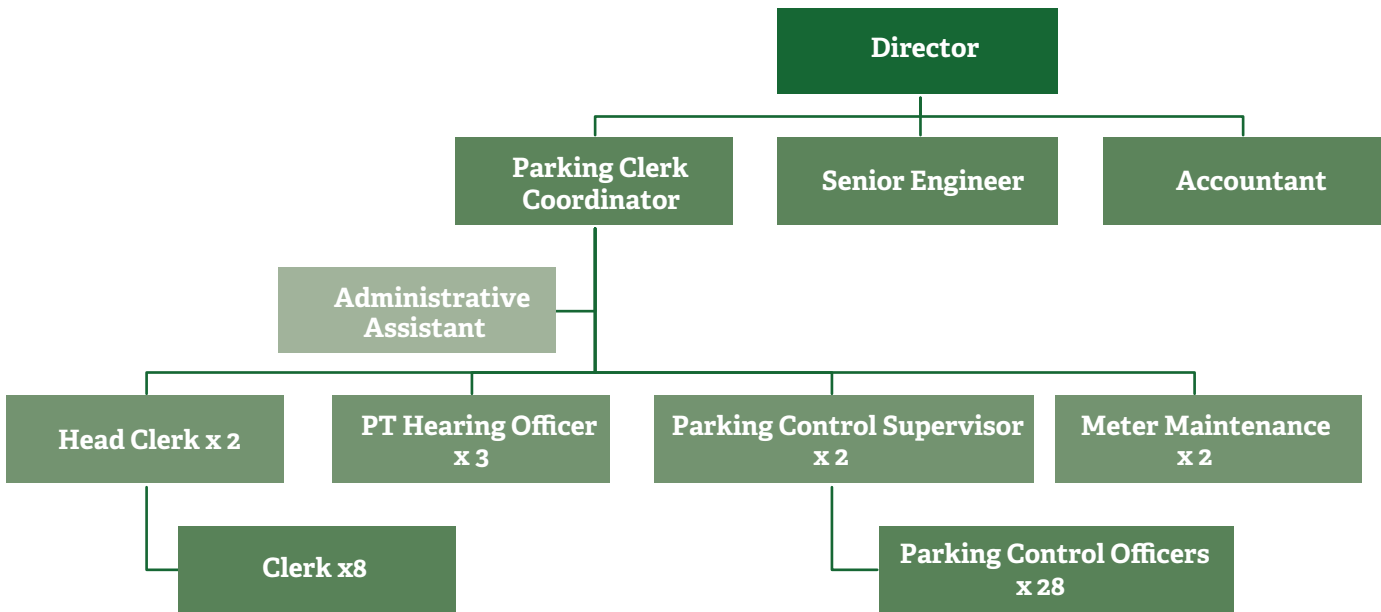 Director
Parking Clerk
Coordinator
Senior Engineer
Accountant
Administrative
Assistant
Head Clerk x 2
PT Hearing Officer
x 3
Parking Control Supervisor
x 2
Meter Maintenance
x 2
Clerk x8
Parking Control Officers
x 28